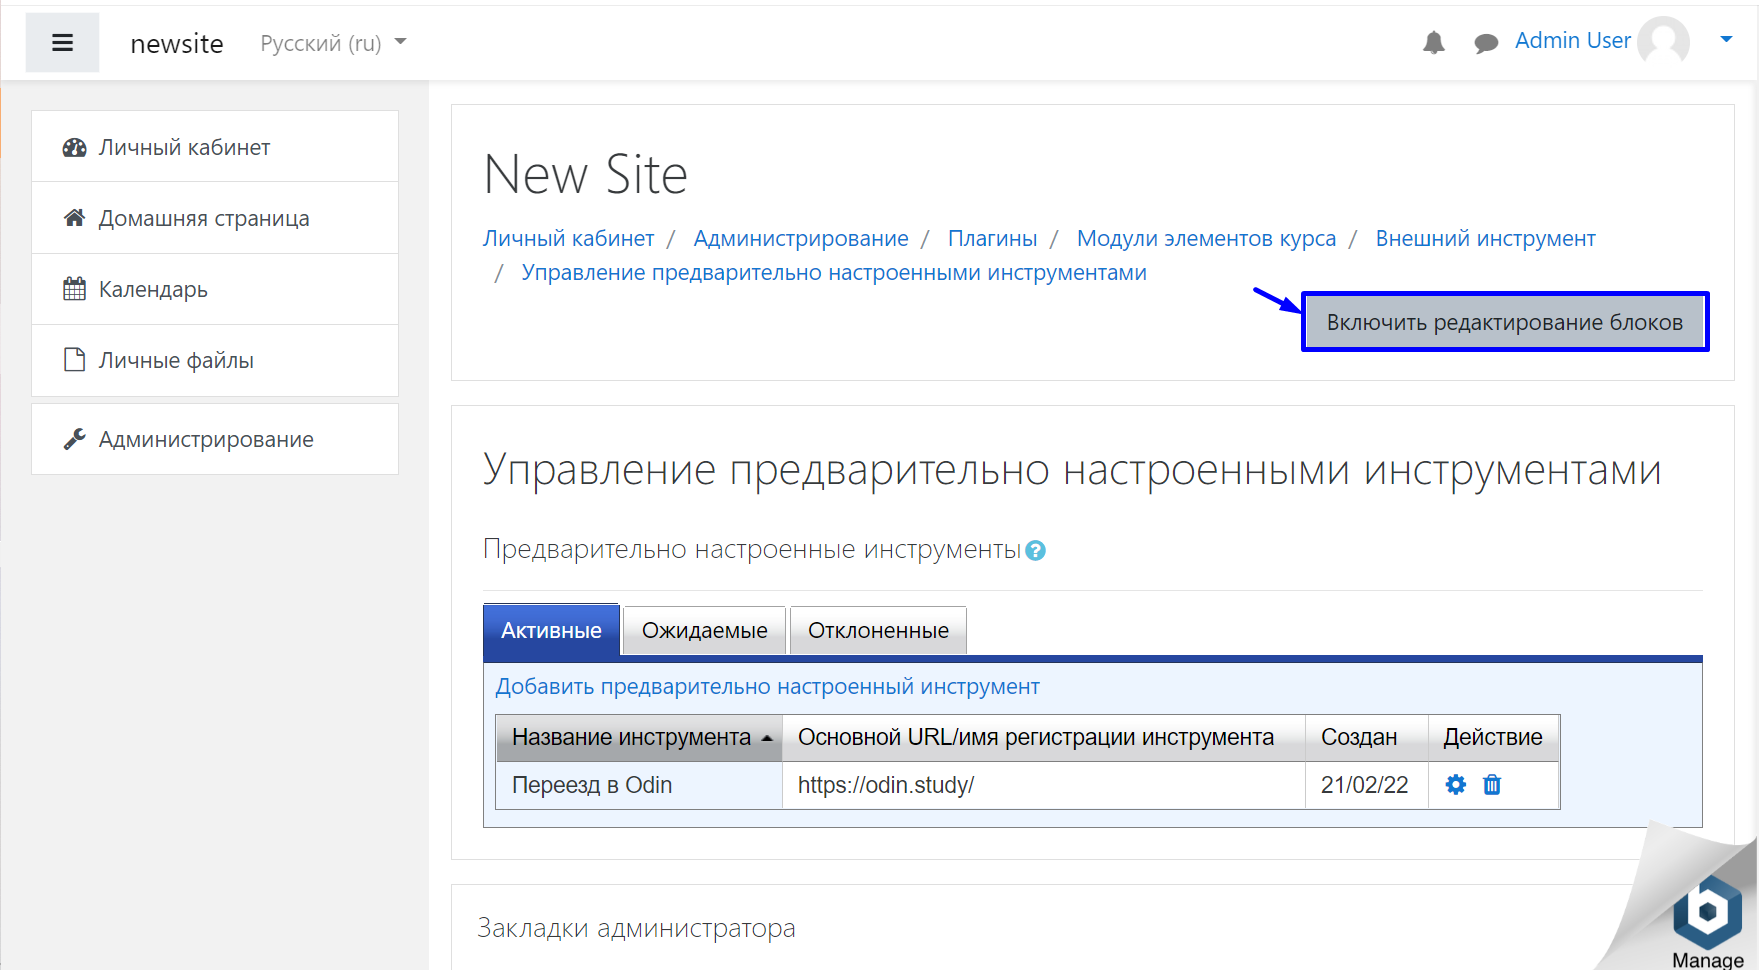 newsite Русский (ru) Admin User
Личный кабинет
Домашняя страница
Календарь
Личные файлы
Администрирование
New Site
Личный кабинет / Администрирование / Плагины / Модули элементов курса / Внешний инструмент
/ Управление предварительно настроенными инструментами
Включить редактирование блоков
Управление предварительно настроенными инструментами
Предварительно настроенные инструменты ?
Активные Ожидаемые Отклоненные
Добавить предварительно настроенный инструмент
Название инструмента Основной URL/имя регистрации инструмента Создан Действие
Переезд в Odin https://odin.study/ 21/02/22
Закладки администратора
b
Manage